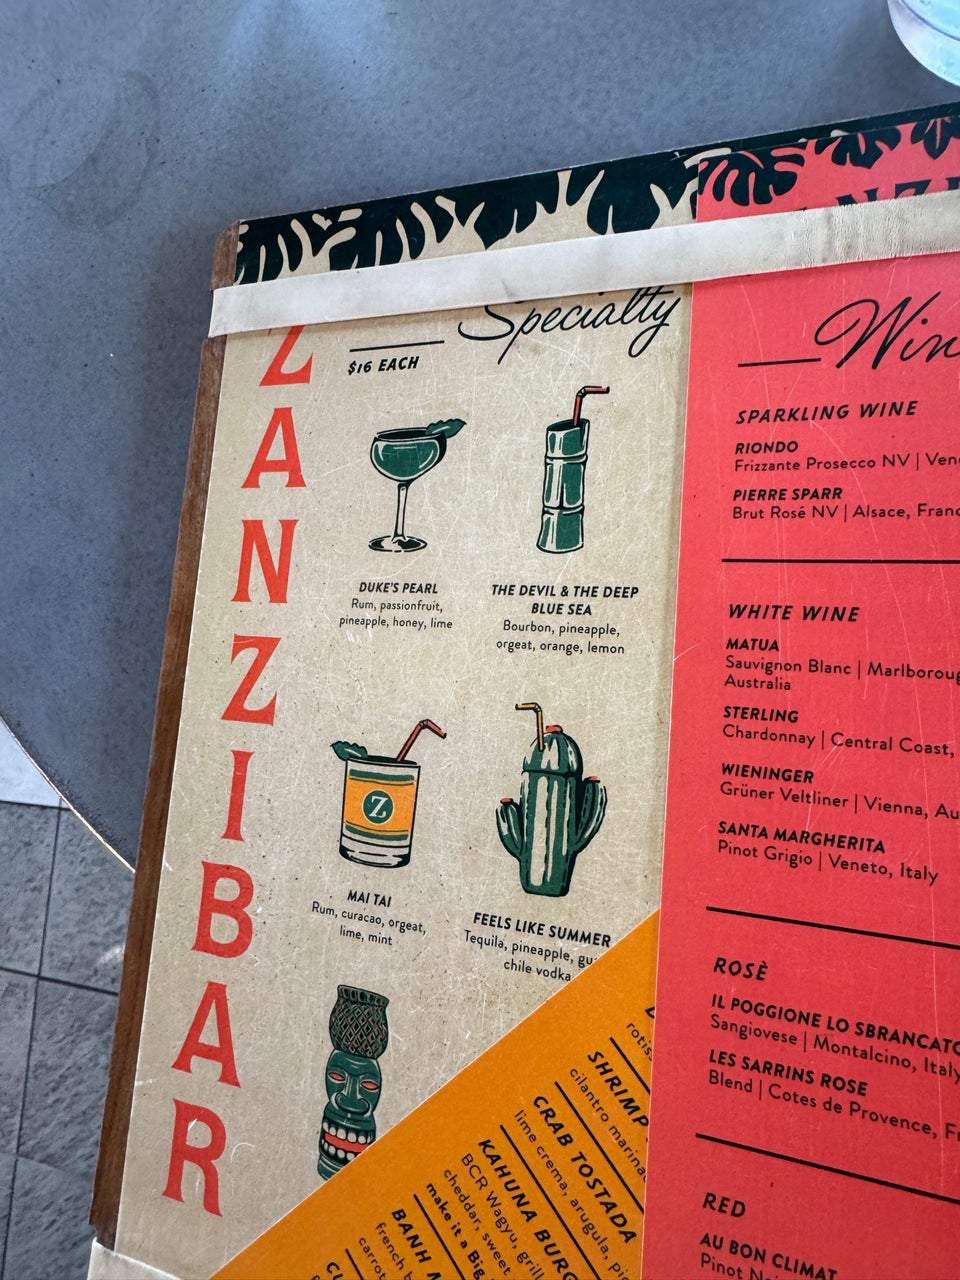 ZANZIBAR
Specialty
$16 EACH
DUKE'S PEARL
Rum, passionfruit,
pineapple, honey, lime
THE DEVIL & THE DEEP
BLUE SEA
Bourbon, pineapple,
orgeat, orange, lemon
Z
MAI TAI
Rum, curacao, orgeat,
lime, mint
FEELS LIKE SUMMER
Tequila, pineapple,
chile vodka
SHRIMP
cilantro
CRAB TOSTADA
lime crema, arugula,
KAHUNA
BCR Wagyu, grill
cheddar, sweet
make it a Big
BANH
french
SPARKLING WINE
RIONDO
Frizzante Prosecco NV |
PIERRE SPARR
Brut Rosé NV | Alsace,
WHITE WINE
MATUA
Sauvignon Blanc |
Australia
STERLING
Chardonnay | Central Coast,
WIENINGER
Grüner Veltliner | Vienna,
SANTA MARGHERITA
Pinot Grigio | Veneto, Italy
ROSÈ
IL POGGIONE LO
Sangiovese | Montalcino, Italy
LES SARRINS ROSE
Blend | Cotes de Provence,
RED
AU BON CLIMAT
Pinot